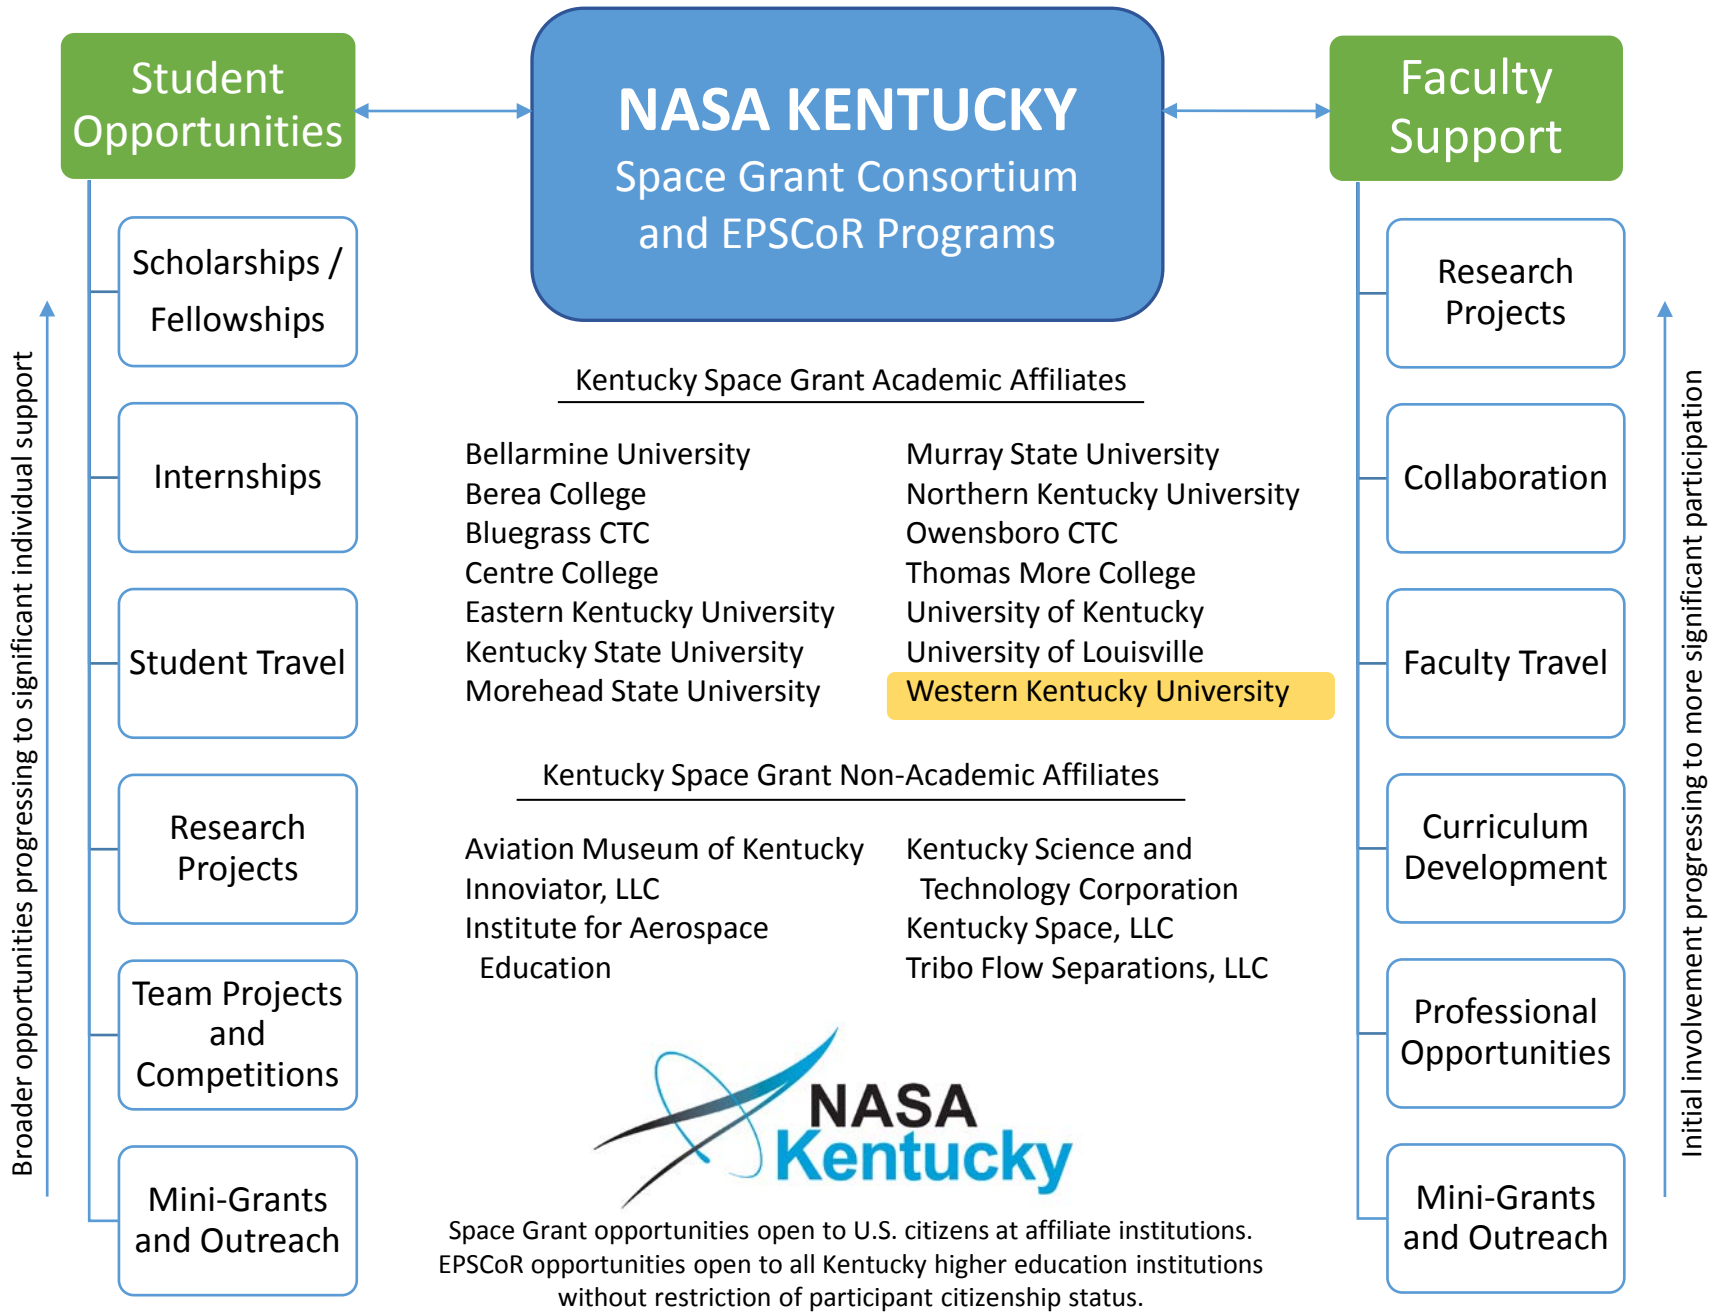 Student
Opportunities
NASA KENTUCKY
Space Grant Consortium
and EPSCoR Programs
Faculty
Support
Broader opportunities progressing to significant individual support
Scholarships /
Fellowships
Internships
Student Travel
Research
Projects
Team Projects
and
Competitions
Mini-Grants
and Outreach
Kentucky Space Grant Academic Affiliates
Bellarmine University
Berea College
Bluegrass CTC
Centre College
Eastern Kentucky University
Kentucky State University
Morehead State University
Murray State University
Northern Kentucky University
Owensboro CTC
Thomas More College
University of Kentucky
University of Louisville
Western Kentucky University
Kentucky Space Grant Non-Academic Affiliates
Aviation Museum of Kentucky
Innoviator, LLC
Institute for Aerospace
Education
Kentucky Science and
Technology Corporation
Kentucky Space, LLC
Tribo Flow Separations, LLC
NASA
Kentucky
Space Grant opportunities open to U.S. citizens at affiliate institutions.
EPSCoR opportunities open to all Kentucky higher education institutions
without restriction of participant citizenship status.
Research
Projects
Collaboration
Faculty Travel
Curriculum
Development
Professional
Opportunities
Mini-Grants
and Outreach
Initial involvement progressing to more significant participation